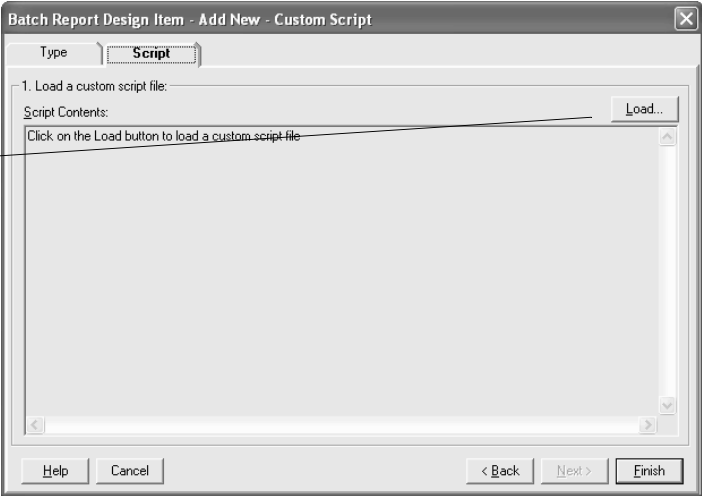 Batch Report Design Item - Add New - Custom Script
Type Script
1. Load a custom script file:
Script Contents: Load...
Click on the Load button to load a custom script file
Help Cancel < Back Next > Finish